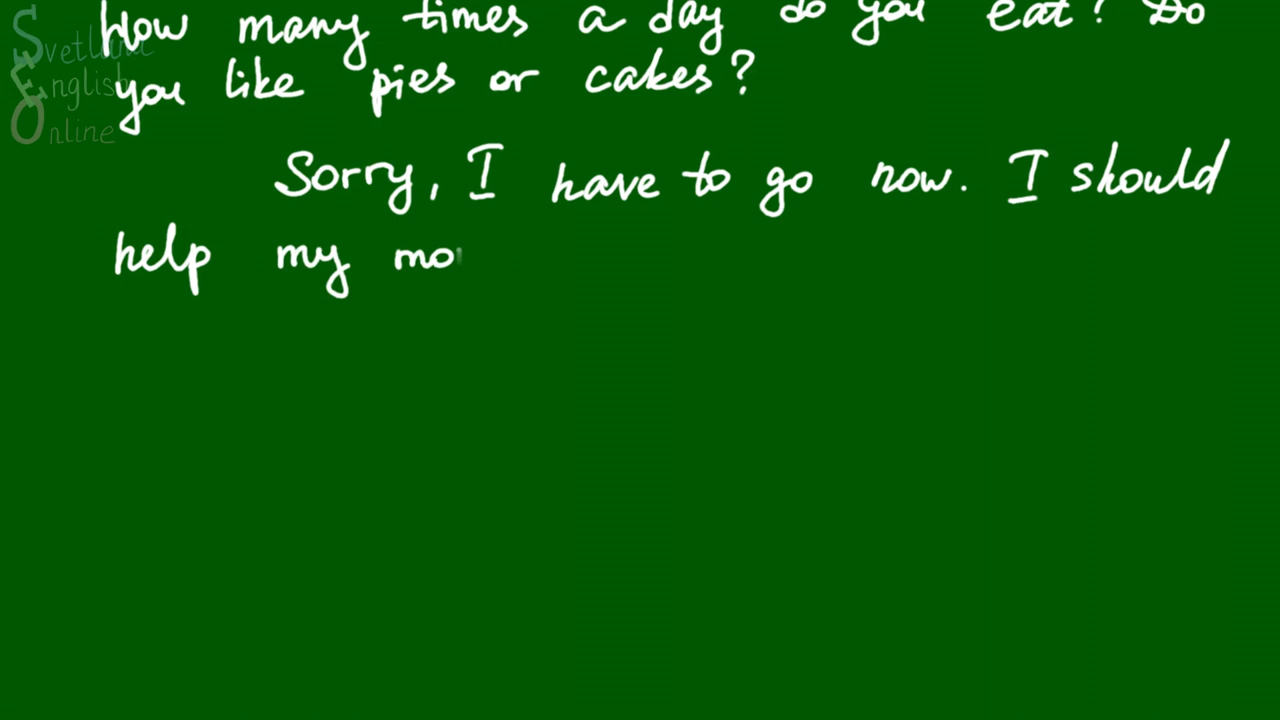 Svetlana
English
Online
How many times a day do you eat? Do
you like pies or cakes?
Sorry, I have to go now. I should
help my mo